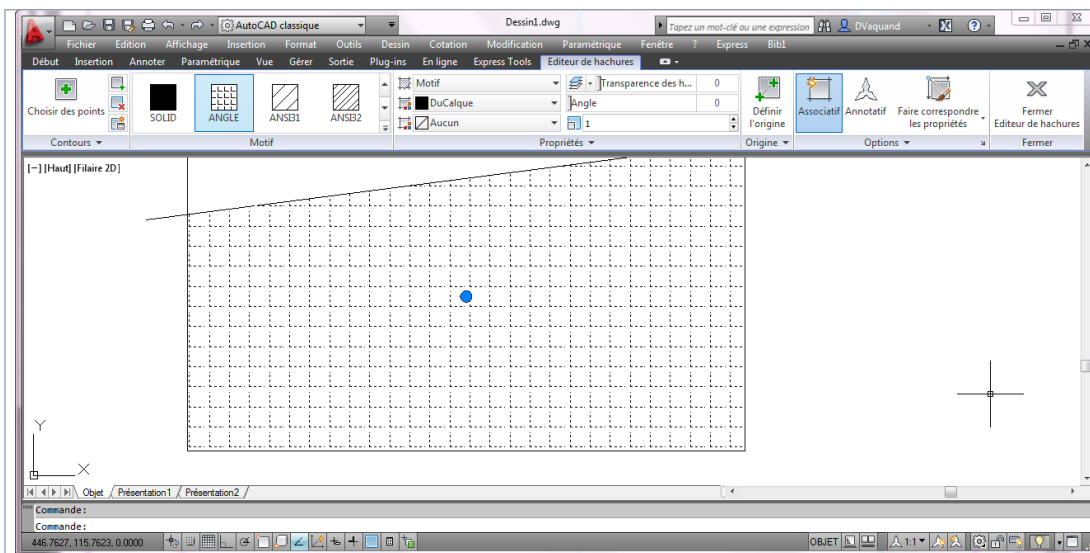 AutoCAD classique Dessin1.dwg Tapez un mot-clé ou une expression DVaquand
Fichier Edition Affichage Insertion Format Outils Dessin Cotation Modification Paramétrique Fenêtre ? Express Bib1
Début Insertion Annoter Paramétrique Vue Gérer Sortie Plug-ins En ligne Express Tools Editeur de hachures
Motif Transparence des h... 0
Choisir des points SOLID ANGLE ANSI31 ANSI32 DuCalque Angle 0 Définir l'origine Associatif Annotatif Faire correspondre les propriétés Fermer Editeur de hachures
Aucun 1
Contours Motif Propriétés Origine Options Fermer
[−] [Haut] [Filaire 2D]
Y
X
Objet Présentation1 Présentation2
Commande:
Commande:
446.7627, 115.7623, 0.0000 OBJET 1:1